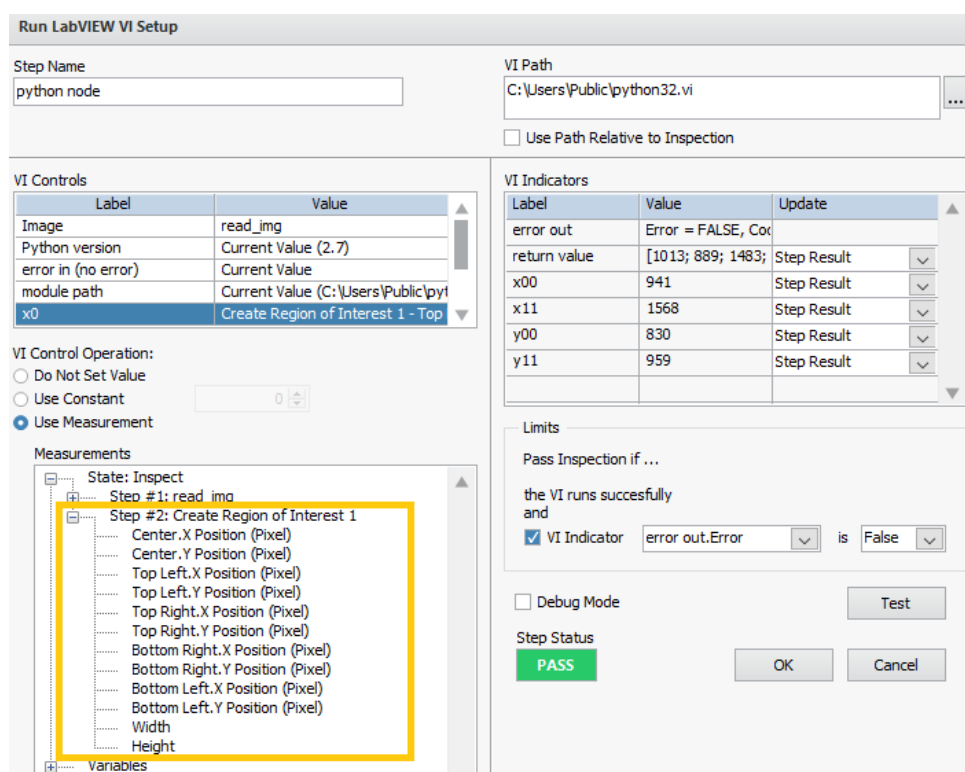 Run LabVIEW VI Setup
Step Name
python node
VI Path
C:\Users\Public\python32.vi
...
Use Path Relative to Inspection
VI Controls
Label Value
Image read_img
Python version Current Value (2.7)
error in (no error) Current Value
module path Current Value (C:\Users\Public\pyt
x0 Create Region of Interest 1 - Top
VI Control Operation:
Do Not Set Value
Use Constant 0
Use Measurement
Measurements
State: Inspect
Step #1: read_img
Step #2: Create Region of Interest 1
Center.X Position (Pixel)
Center.Y Position (Pixel)
Top Left.X Position (Pixel)
Top Left.Y Position (Pixel)
Top Right.X Position (Pixel)
Top Right.Y Position (Pixel)
Bottom Right.X Position (Pixel)
Bottom Right.Y Position (Pixel)
Bottom Left.X Position (Pixel)
Bottom Left.Y Position (Pixel)
Width
Height
Variables
VI Indicators
Label Value Update
error out Error = FALSE, Coc
return value [1013; 889; 1483; Step Result
x00 941 Step Result
x11 1568 Step Result
y00 830 Step Result
y11 959 Step Result
Limits
Pass Inspection if ...
the VI runs succesfully
and
VI Indicator error out.Error is False
Debug Mode
Test
Step Status
PASS
OK
Cancel